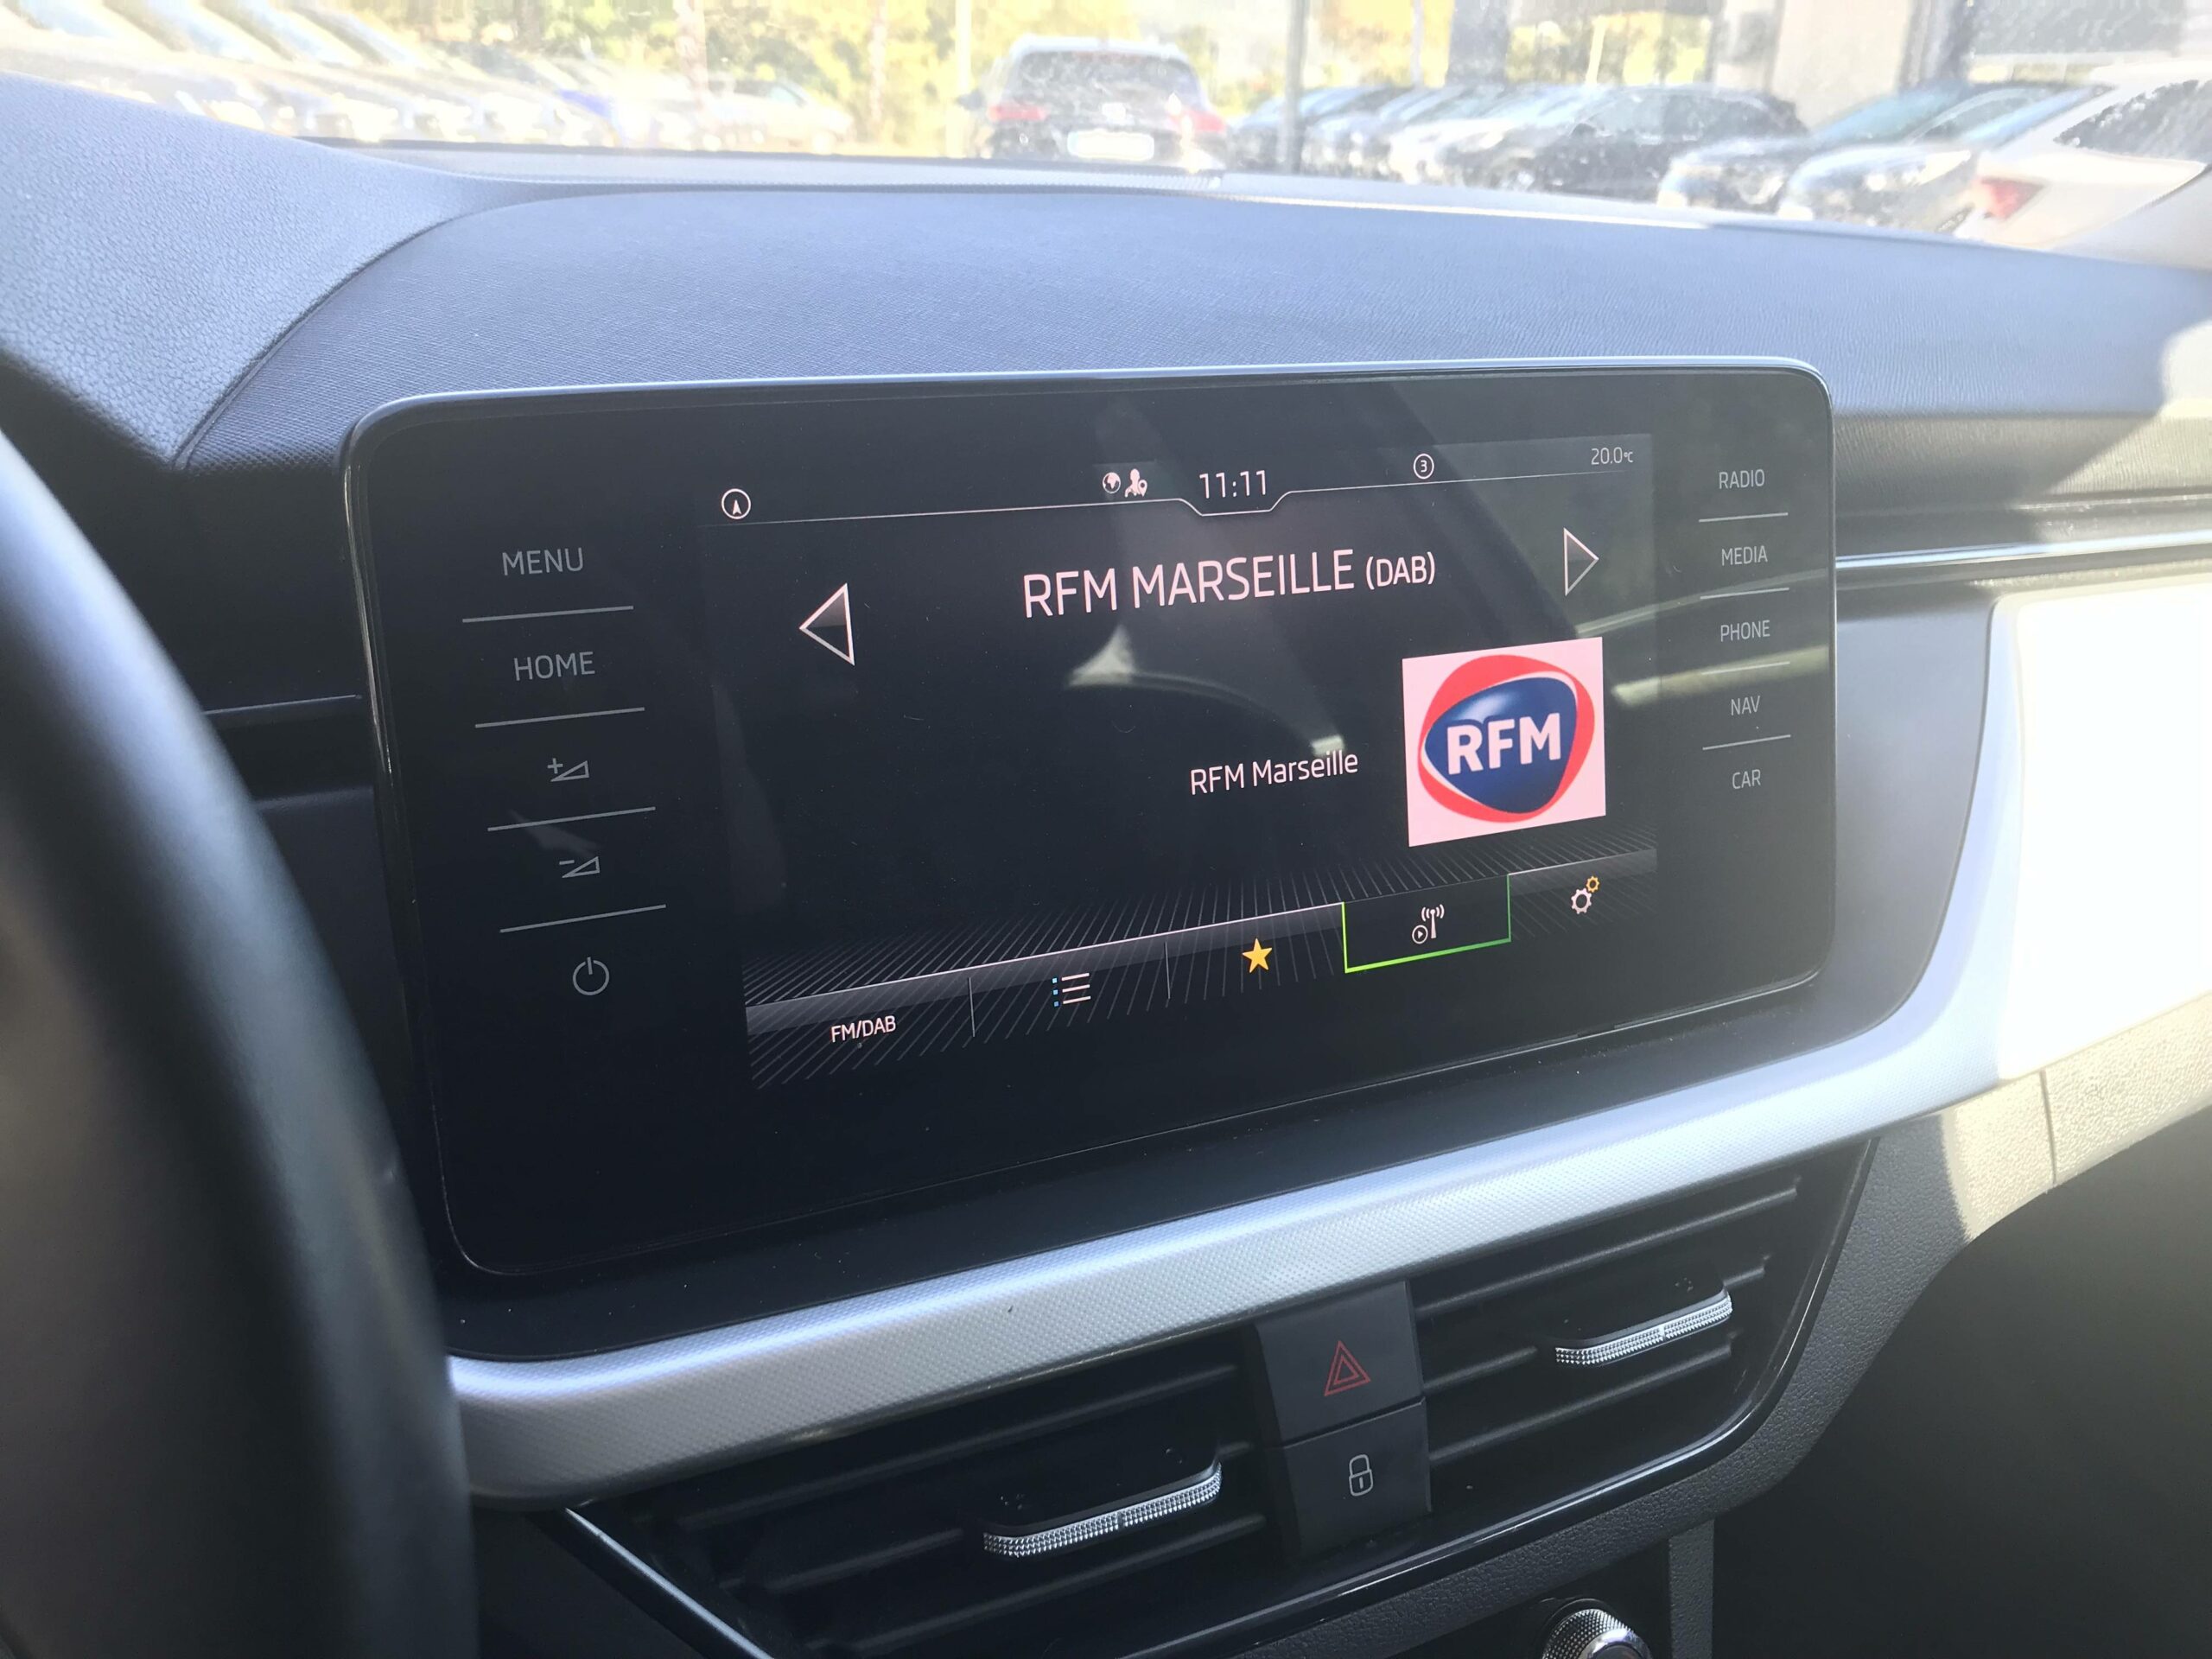 11:11
3
20.0°C
MENU
HOME
RFM MARSEILLE (DAB)
RFM Marseille
RFM
FM/DAB
RADIO
MEDIA
PHONE
NAV
CAR